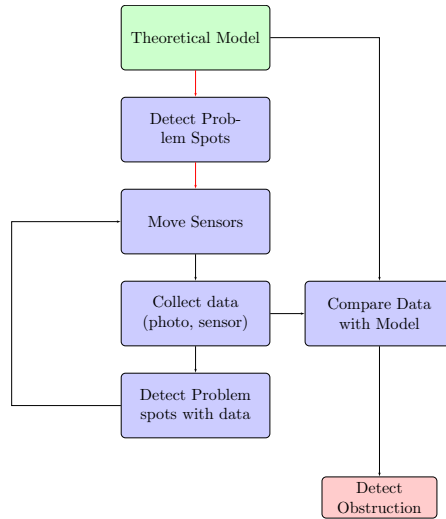 Theoretical Model
Detect Prob-
lem Spots
Move Sensors
Collect data
(photo, sensor)
Compare Data
with Model
Detect Problem
spots with data
Detect
Obstruction